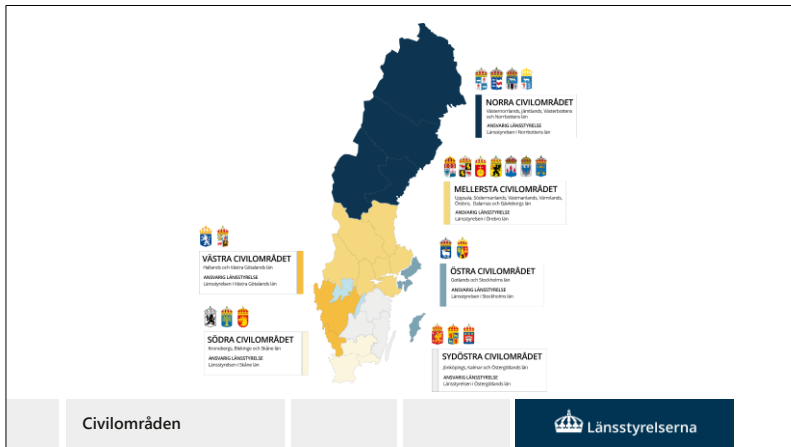 NORRA CIVILOMRÅDET
Västernorrlands, Jämtlands, Västerbottens
och Norrbottens län
ANSVARIG LÄNSSTYRELSE
Länsstyrelsen i Norrbottens län
MELLERSTA CIVILOMRÅDET
Uppsala, Södermanlands, Västmanlands, Värmlands,
Örebro, Dalarnas och Gävleborgs län
ANSVARIG LÄNSSTYRELSE
Länsstyrelsen i Örebro län
VÄSTRA CIVILOMRÅDET
Hallands och Västra Götalands län
ANSVARIG LÄNSSTYRELSE
Länsstyrelsen i Västra Götalands län
ÖSTRA CIVILOMRÅDET
Gotlands och Stockholms län
ANSVARIG LÄNSSTYRELSE
Länsstyrelsen i Stockholms län
SÖDRA CIVILOMRÅDET
Kronobergs, Blekinge och Skåne län
ANSVARIG LÄNSSTYRELSE
Länsstyrelsen i Skåne län
SYDÖSTRA CIVILOMRÅDET
Jönköpings, Kalmar och Östergötlands län
ANSVARIG LÄNSSTYRELSE
Länsstyrelsen i Östergötlands län
Civilområden
Länsstyrelserna